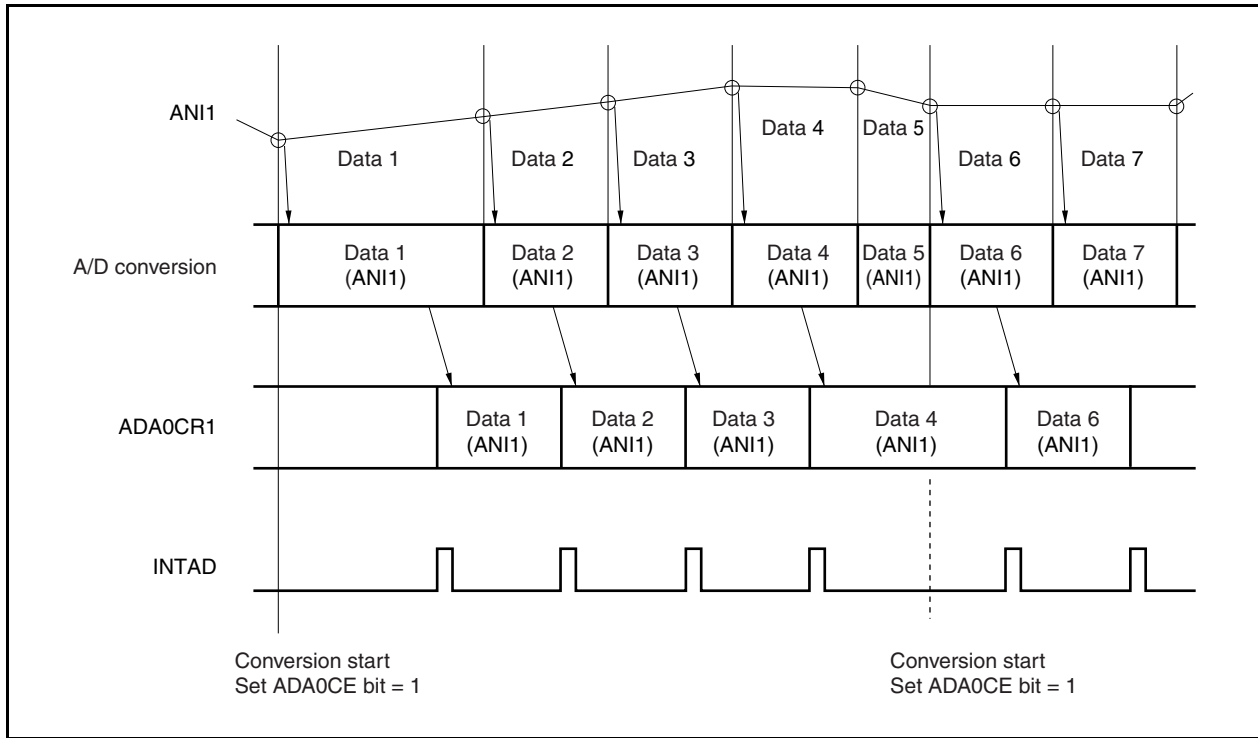 ANI1
Data 1
Data 2
Data 3
Data 4
Data 5
Data 6
Data 7
A/D conversion
Data 1
(ANI1)
Data 2
(ANI1)
Data 3
(ANI1)
Data 4
(ANI1)
Data 5
(ANI1)
Data 6
(ANI1)
Data 7
(ANI1)
ADA0CR1
Data 1
(ANI1)
Data 2
(ANI1)
Data 3
(ANI1)
Data 4
(ANI1)
Data 6
(ANI1)
INTAD
Conversion start
Set ADA0CE bit = 1
Conversion start
Set ADA0CE bit = 1